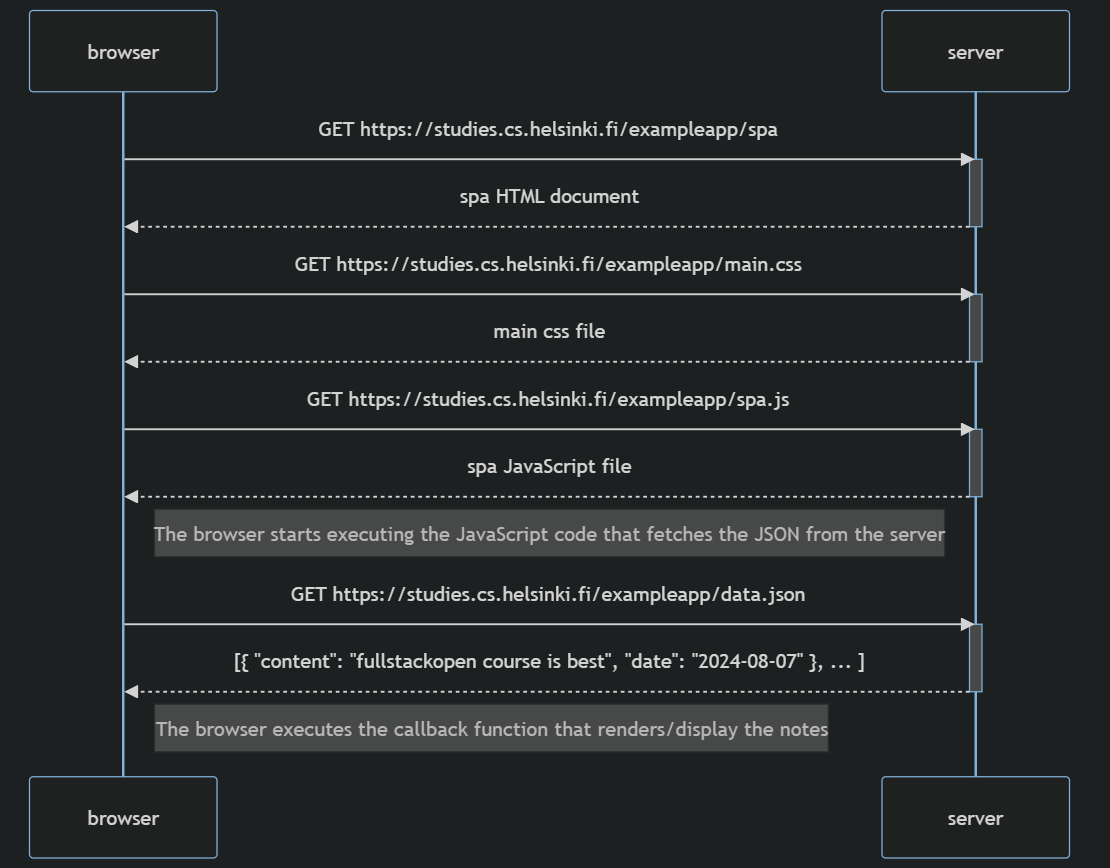 browser
server
GET https://studies.cs.helsinki.fi/exampleapp/spa
spa HTML document
GET https://studies.cs.helsinki.fi/exampleapp/main.css
main css file
GET https://studies.cs.helsinki.fi/exampleapp/spa.js
spa JavaScript file
The browser starts executing the JavaScript code that fetches the JSON from the server
GET https://studies.cs.helsinki.fi/exampleapp/data.json
[{ "content": "fullstackopen course is best", "date": "2024-08-07" }, ... ]
The browser executes the callback function that renders/display the notes
browser
server